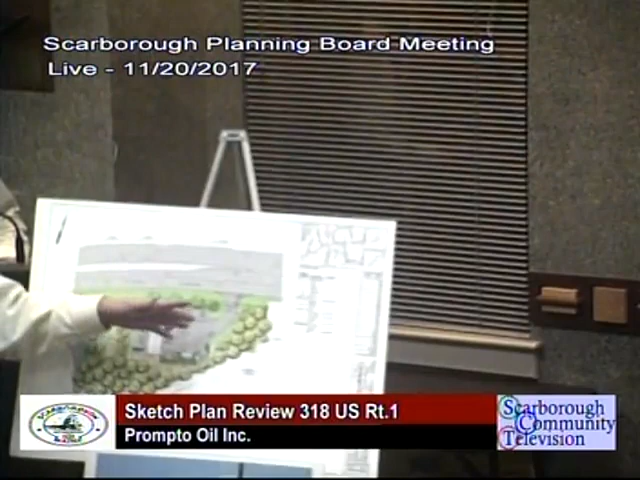 Scarborough Planning Board Meeting
Live - 11/20/2017
Sketch Plan Review 318 US Rt.1
Prompto Oil Inc.
Scarborough
Community
Television